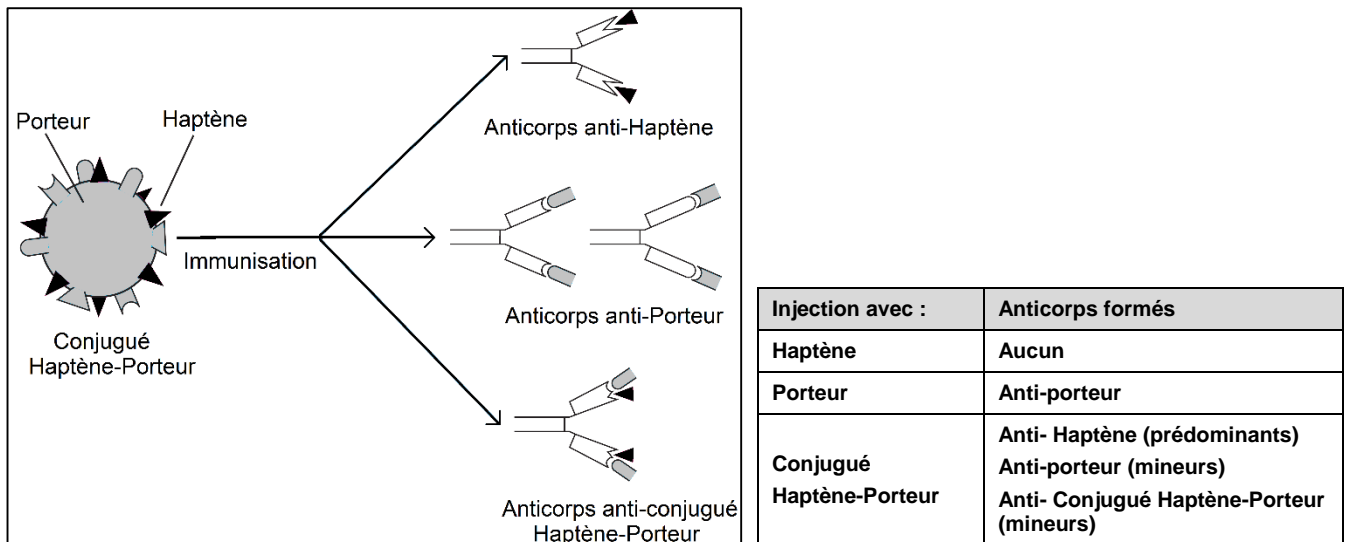 Porteur
Haptène
Immunisation
Conjugué
Haptène-Porteur
Anticorps anti-Haptène
Anticorps anti-Porteur
Anticorps anti-conjugué
Haptène-Porteur
Injection avec :
Anticorps formés
Haptène
Aucun
Porteur
Anti-porteur
Conjugué
Haptène-Porteur
Anti- Haptène (prédominants)
Anti-porteur (mineurs)
Anti- Conjugué Haptène-Porteur
(mineurs)